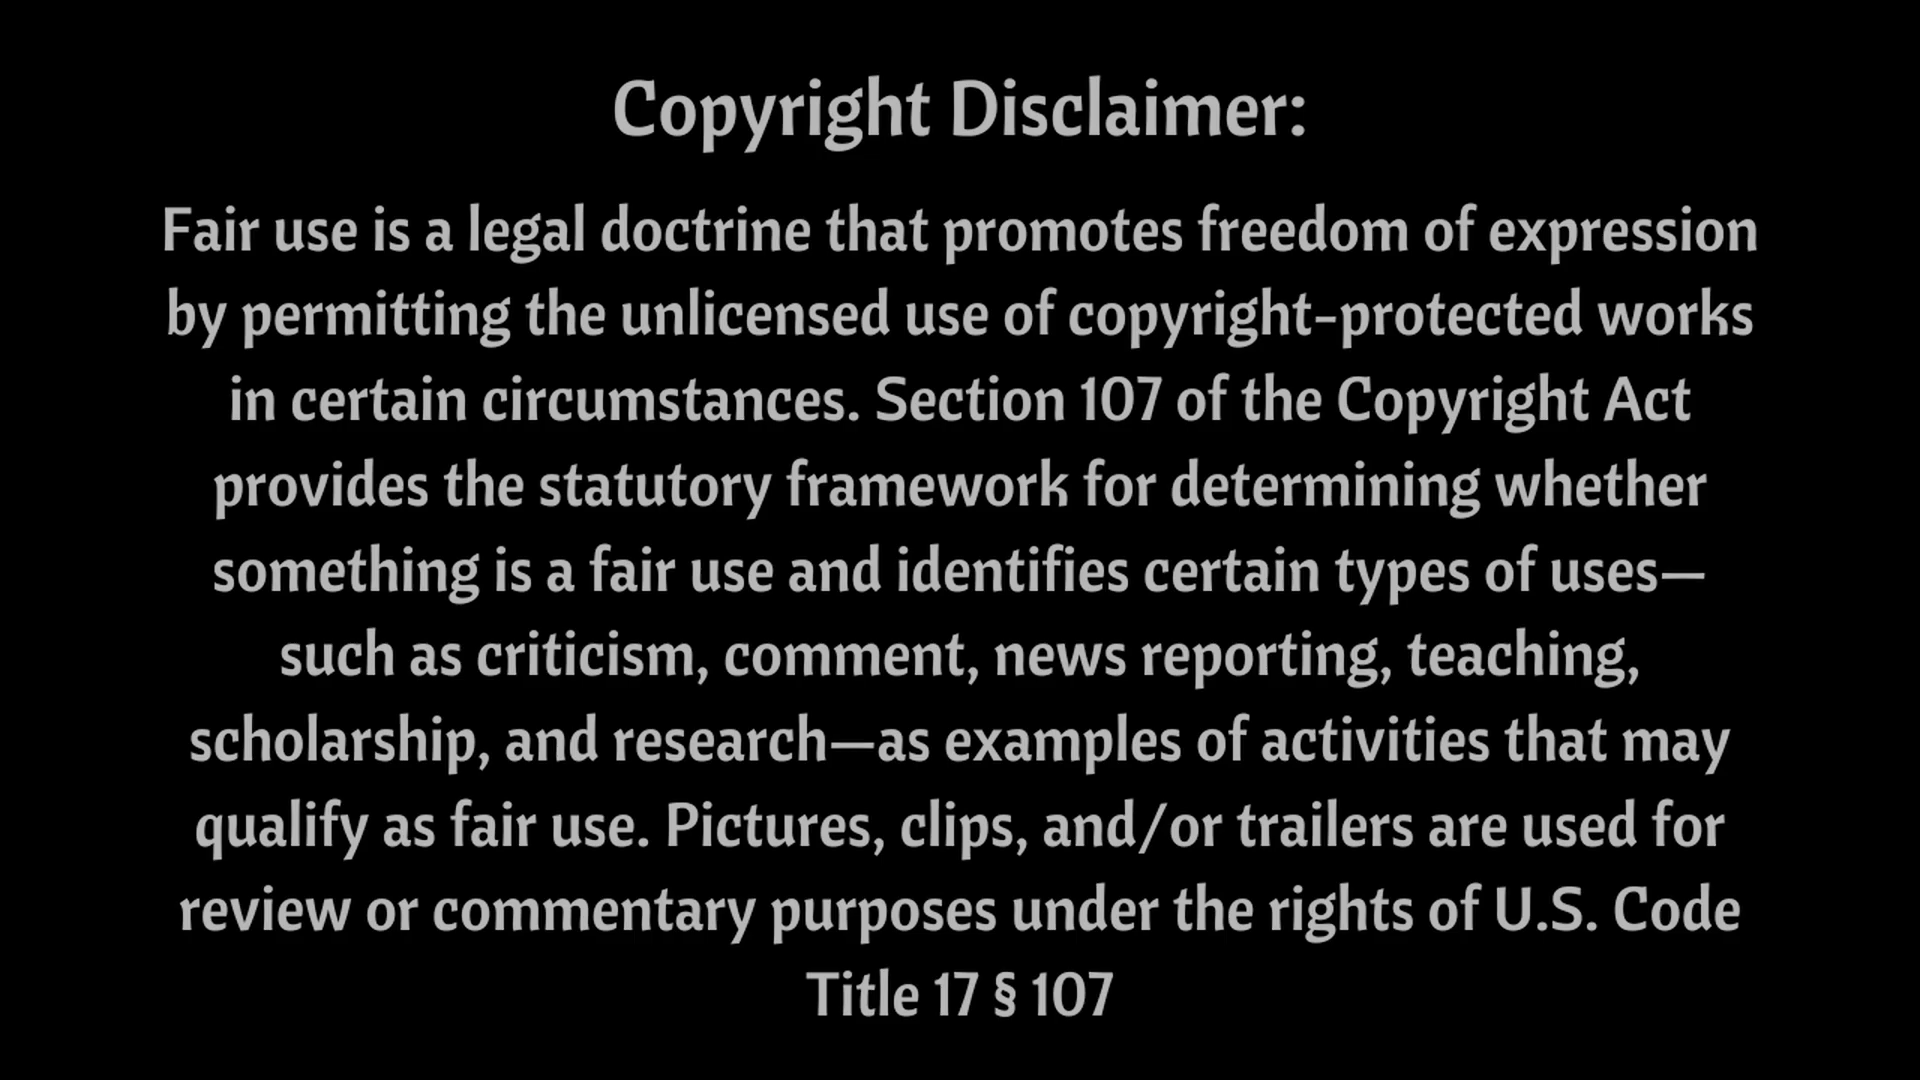 Copyright Disclaimer:
Fair use is a legal doctrine that promotes freedom of expression
by permitting the unlicensed use of copyright-protected works
in certain circumstances. Section 107 of the Copyright Act
provides the statutory framework for determining whether
something is a fair use and identifies certain types of uses—
such as criticism, comment, news reporting, teaching,
scholarship, and research—as examples of activities that may
qualify as fair use. Pictures, clips, and/or trailers are used for
review or commentary purposes under the rights of U.S. Code
Title 17 § 107